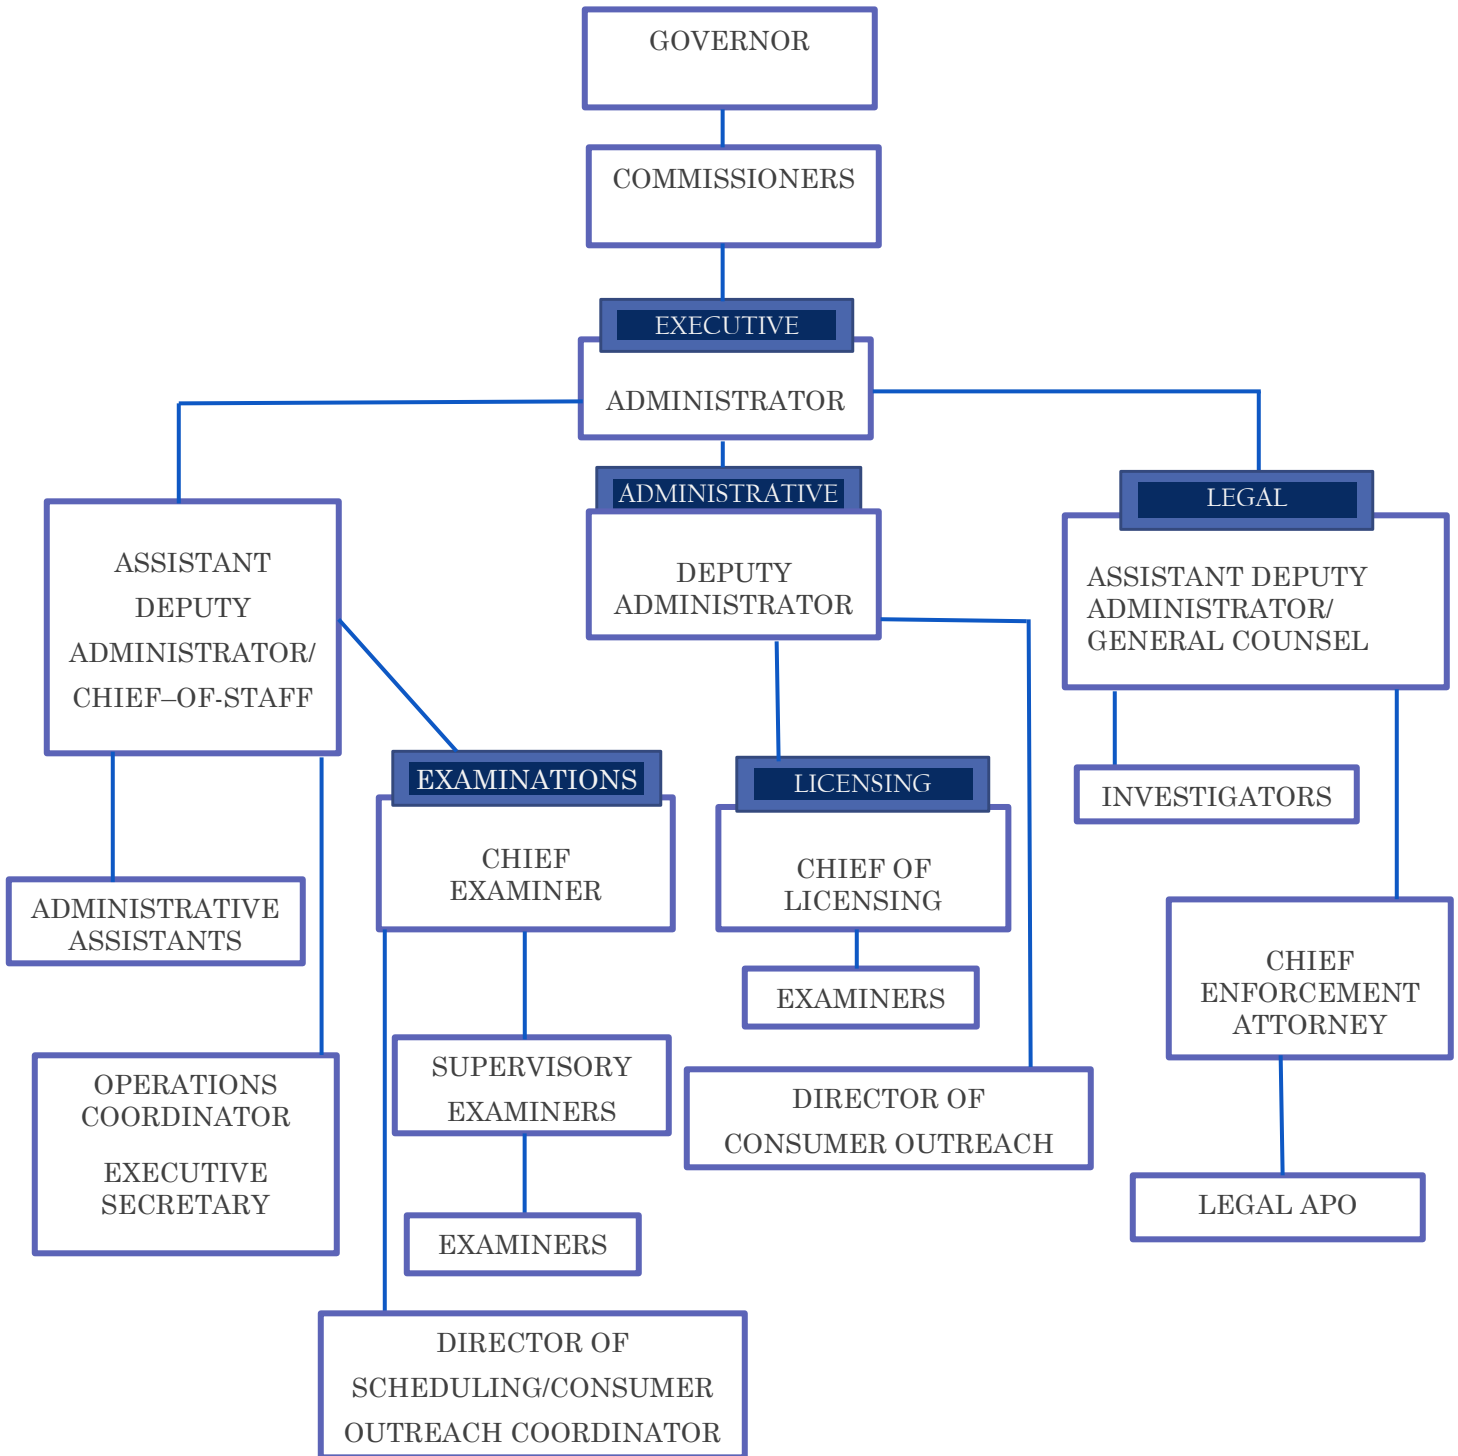 GOVERNOR
COMMISSIONERS
EXECUTIVE
ADMINISTRATOR
ASSISTANT
DEPUTY
ADMINISTRATOR/
CHIEF–OF-STAFF
ADMINISTRATIVE
DEPUTY
ADMINISTRATOR
LEGAL
ASSISTANT DEPUTY
ADMINISTRATOR/
GENERAL COUNSEL
EXAMINATIONS
CHIEF
EXAMINER
LICENSING
CHIEF OF
LICENSING
INVESTIGATORS
ADMINISTRATIVE
ASSISTANTS
EXAMINERS
CHIEF
ENFORCEMENT
ATTORNEY
OPERATIONS
COORDINATOR
EXECUTIVE
SECRETARY
SUPERVISORY
EXAMINERS
DIRECTOR OF
CONSUMER OUTREACH
LEGAL APO
EXAMINERS
DIRECTOR OF
SCHEDULING/CONSUMER
OUTREACH COORDINATOR